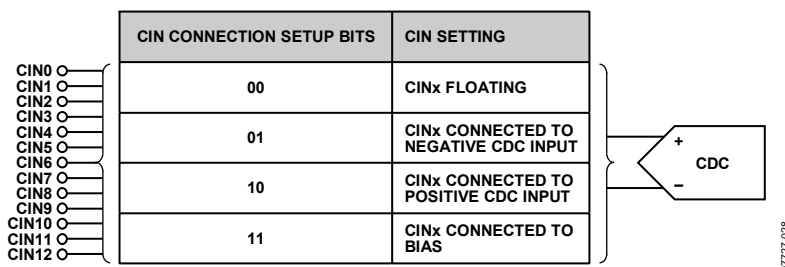 CIN CONNECTION SETUP BITS
CIN SETTING
CIN0
CIN1
CIN2
CIN3
CIN4
CIN5
CIN6
CIN7
CIN8
CIN9
CIN10
CIN11
CIN12
00
CINx FLOATING
01
CINx CONNECTED TO
NEGATIVE CDC INPUT
10
CINx CONNECTED TO
POSITIVE CDC INPUT
11
CINx CONNECTED TO
BIAS
+
CDC
–